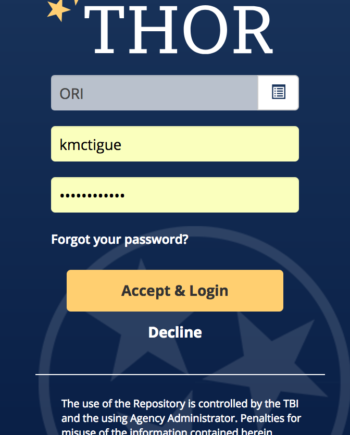 THOR
ORI
kmctigue
••••••••••••
Forgot your password?
Accept & Login
Decline
The use of the Repository is controlled by the TBI
and the using Agency Administrator. Penalties for
misuse of the information contained herein